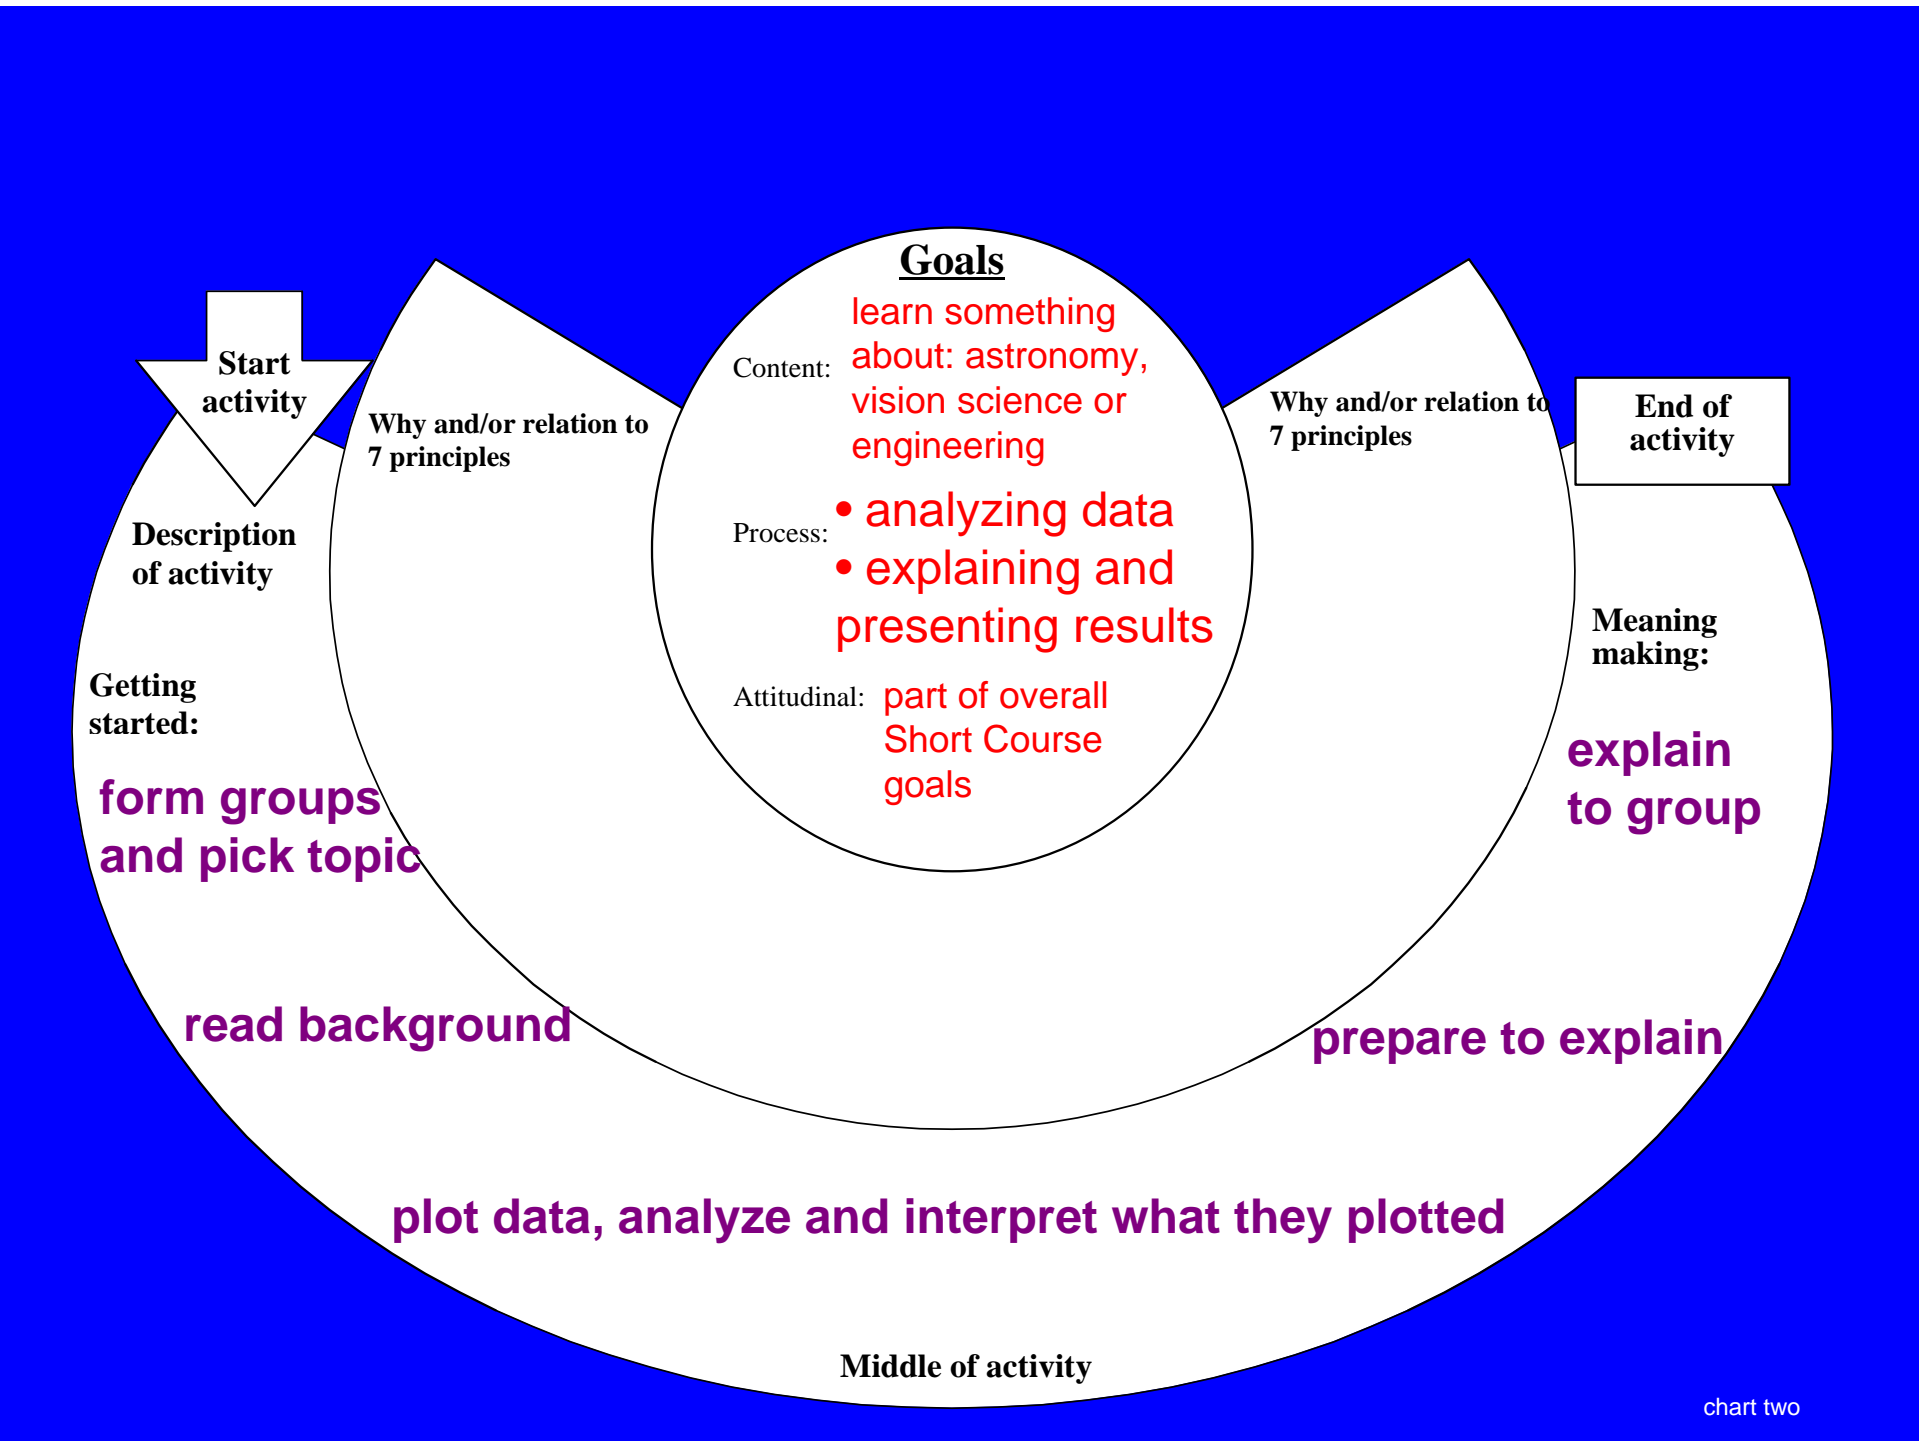 Goals
Content:
learn something
about: astronomy,
vision science or
engineering
Process:
• analyzing data
• explaining and
presenting results
Attitudinal:
part of overall
Short Course
goals
Start
activity
Why and/or relation to
7 principles
Why and/or relation to
7 principles
End of
activity
Description
of activity
Getting
started:
form groups
and pick topic
read background
plot data, analyze and interpret what they plotted
Middle of activity
prepare to explain
Meaning
making:
explain
to group
chart two